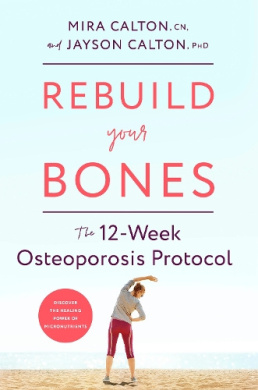 MIRA CALTON, CN,
and JAYSON CALTON, PHD
REBUILD
your
BONES
The 12-Week
Osteoporosis Protocol
DISCOVER
THE HEALING
POWER OF
MICRONUTRIENTS